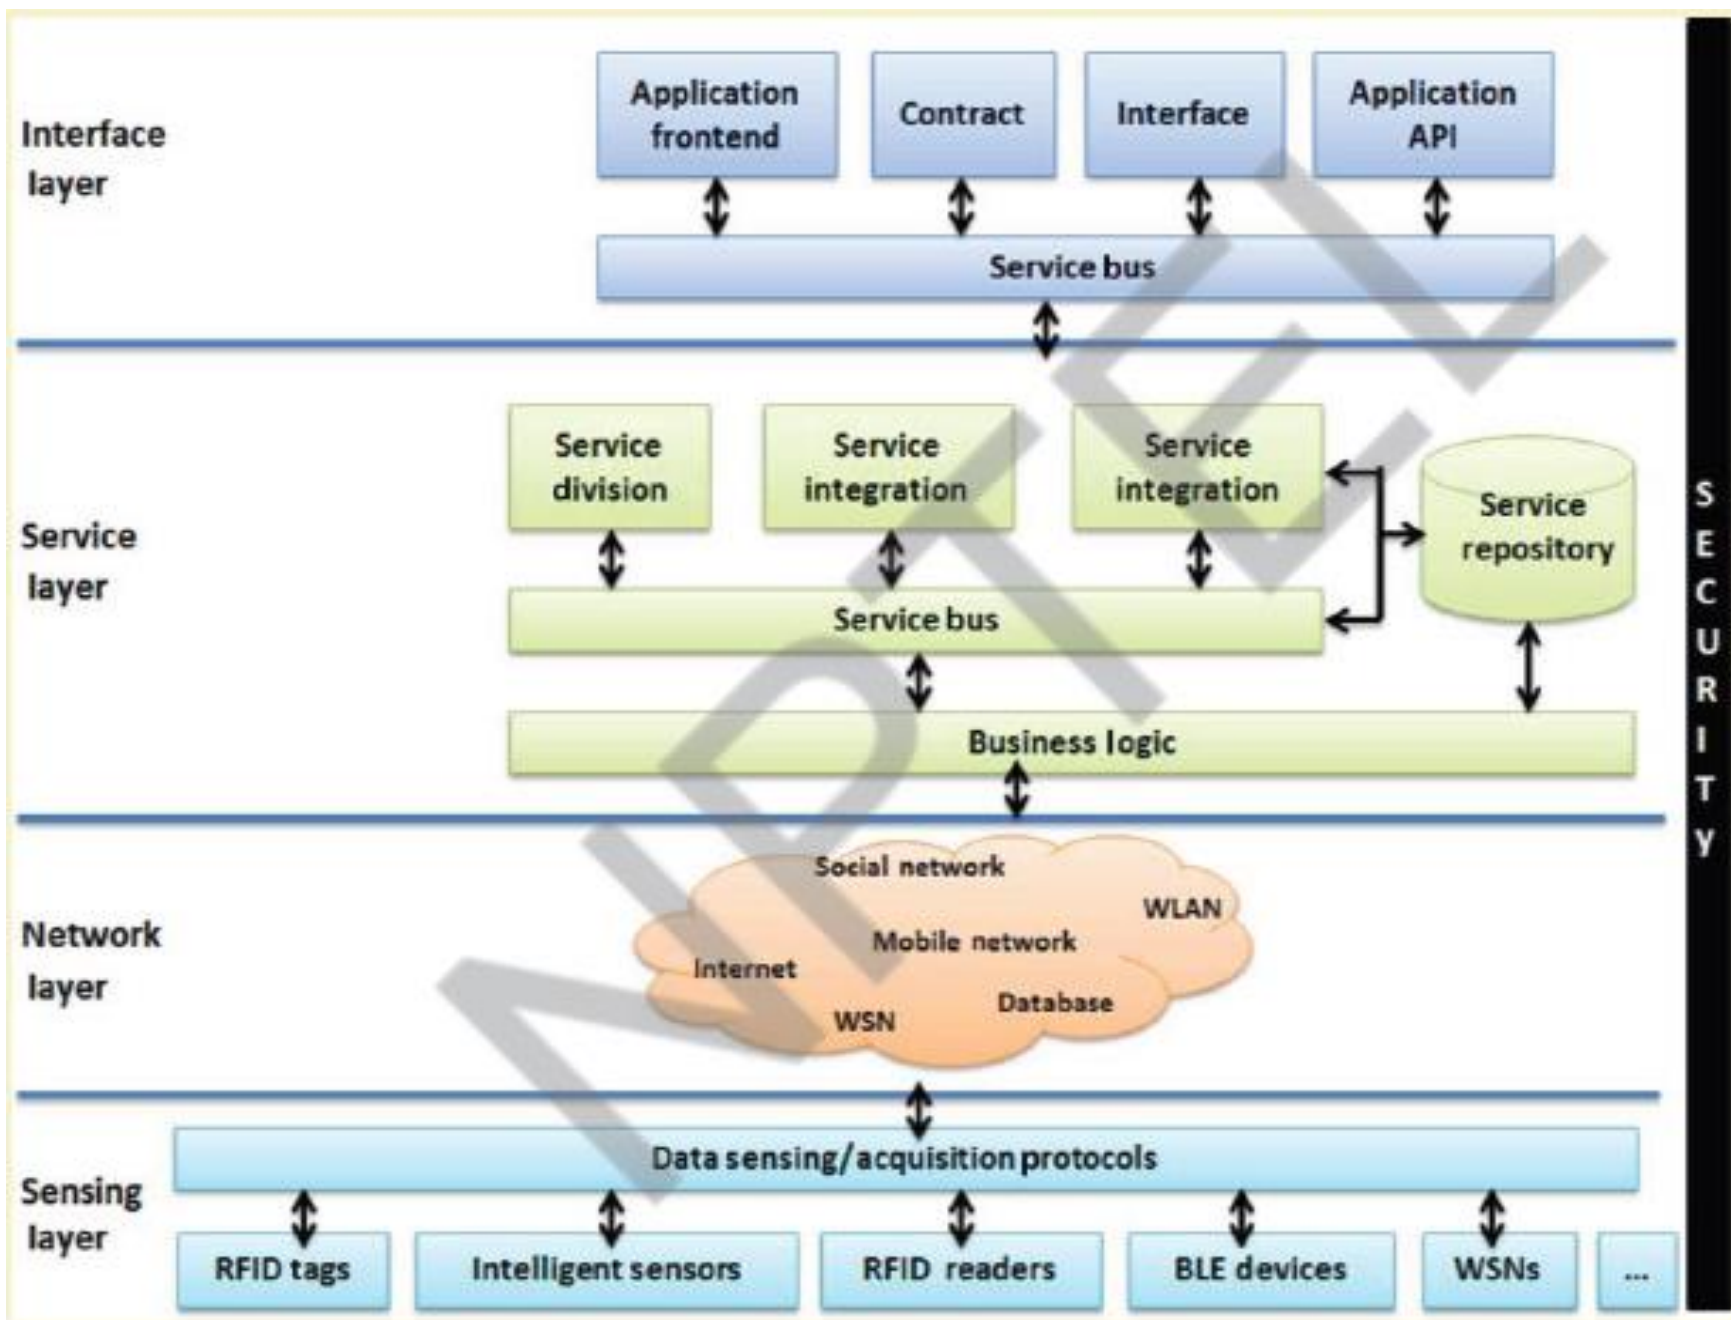 Interface
layer
Application
frontend
Contract
Interface
Application
API
Service bus
Service
layer
Service
division
Service
integration
Service
integration
Service
repository
Service bus
Business logic
Network
layer
Social network
WLAN
Mobile network
Internet
Database
WSN
Sensing
layer
Data sensing/acquisition protocols
RFID tags
Intelligent sensors
RFID readers
BLE devices
WSNs
...
SECURITY
NPTEL